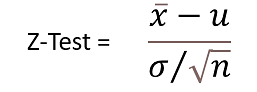 Z-Test = x̄ − u
σ/√n